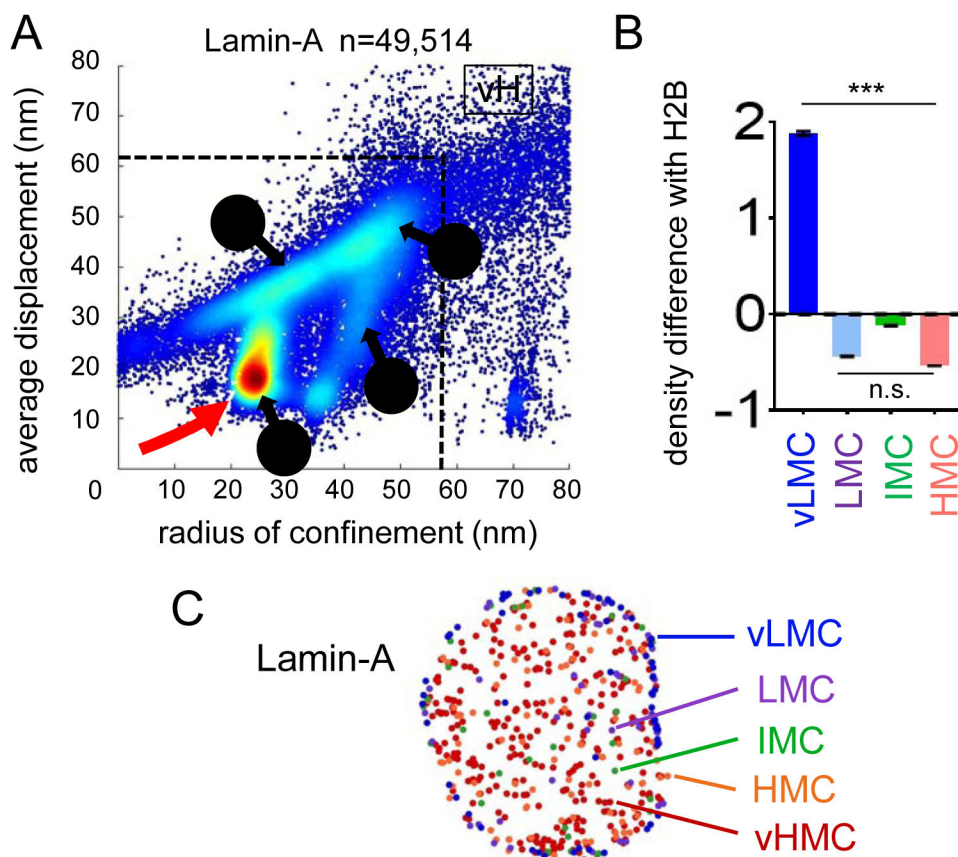 A
Lamin-A n=49,514
vH
average displacement (nm)
80
70
60
50
40
30
20
10
0
10
20
30
40
50
60
70
80
radius of confinement (nm)
B
density difference with H2B
2
1
0
-1
***
n.s.
vLMC
LMC
IMC
HMC
C
Lamin-A
vLMC
LMC
IMC
HMC
vHMC